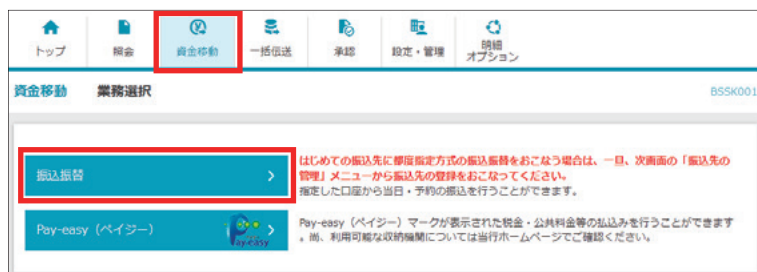 トップ
照会
資金移動
一括伝送
承認
設定・管理
明細
オプション
資金移動 業務選択
BSSK001
振込振替
はじめての振込先に都度指定方式の振込振替をおこなう場合は、一旦、次画面の「振込先の
管理」メニューから振込先の登録をおこなってください。
指定した口座から当日・予約の振込を行うことができます。
Pay-easy（ペイジー）
Pay-easy
Pay-easy（ペイジー）マークが表示された税金・公共料金等の払込みを行うことができます
。尚、利用可能な収納機関については当行ホームページでご確認ください。